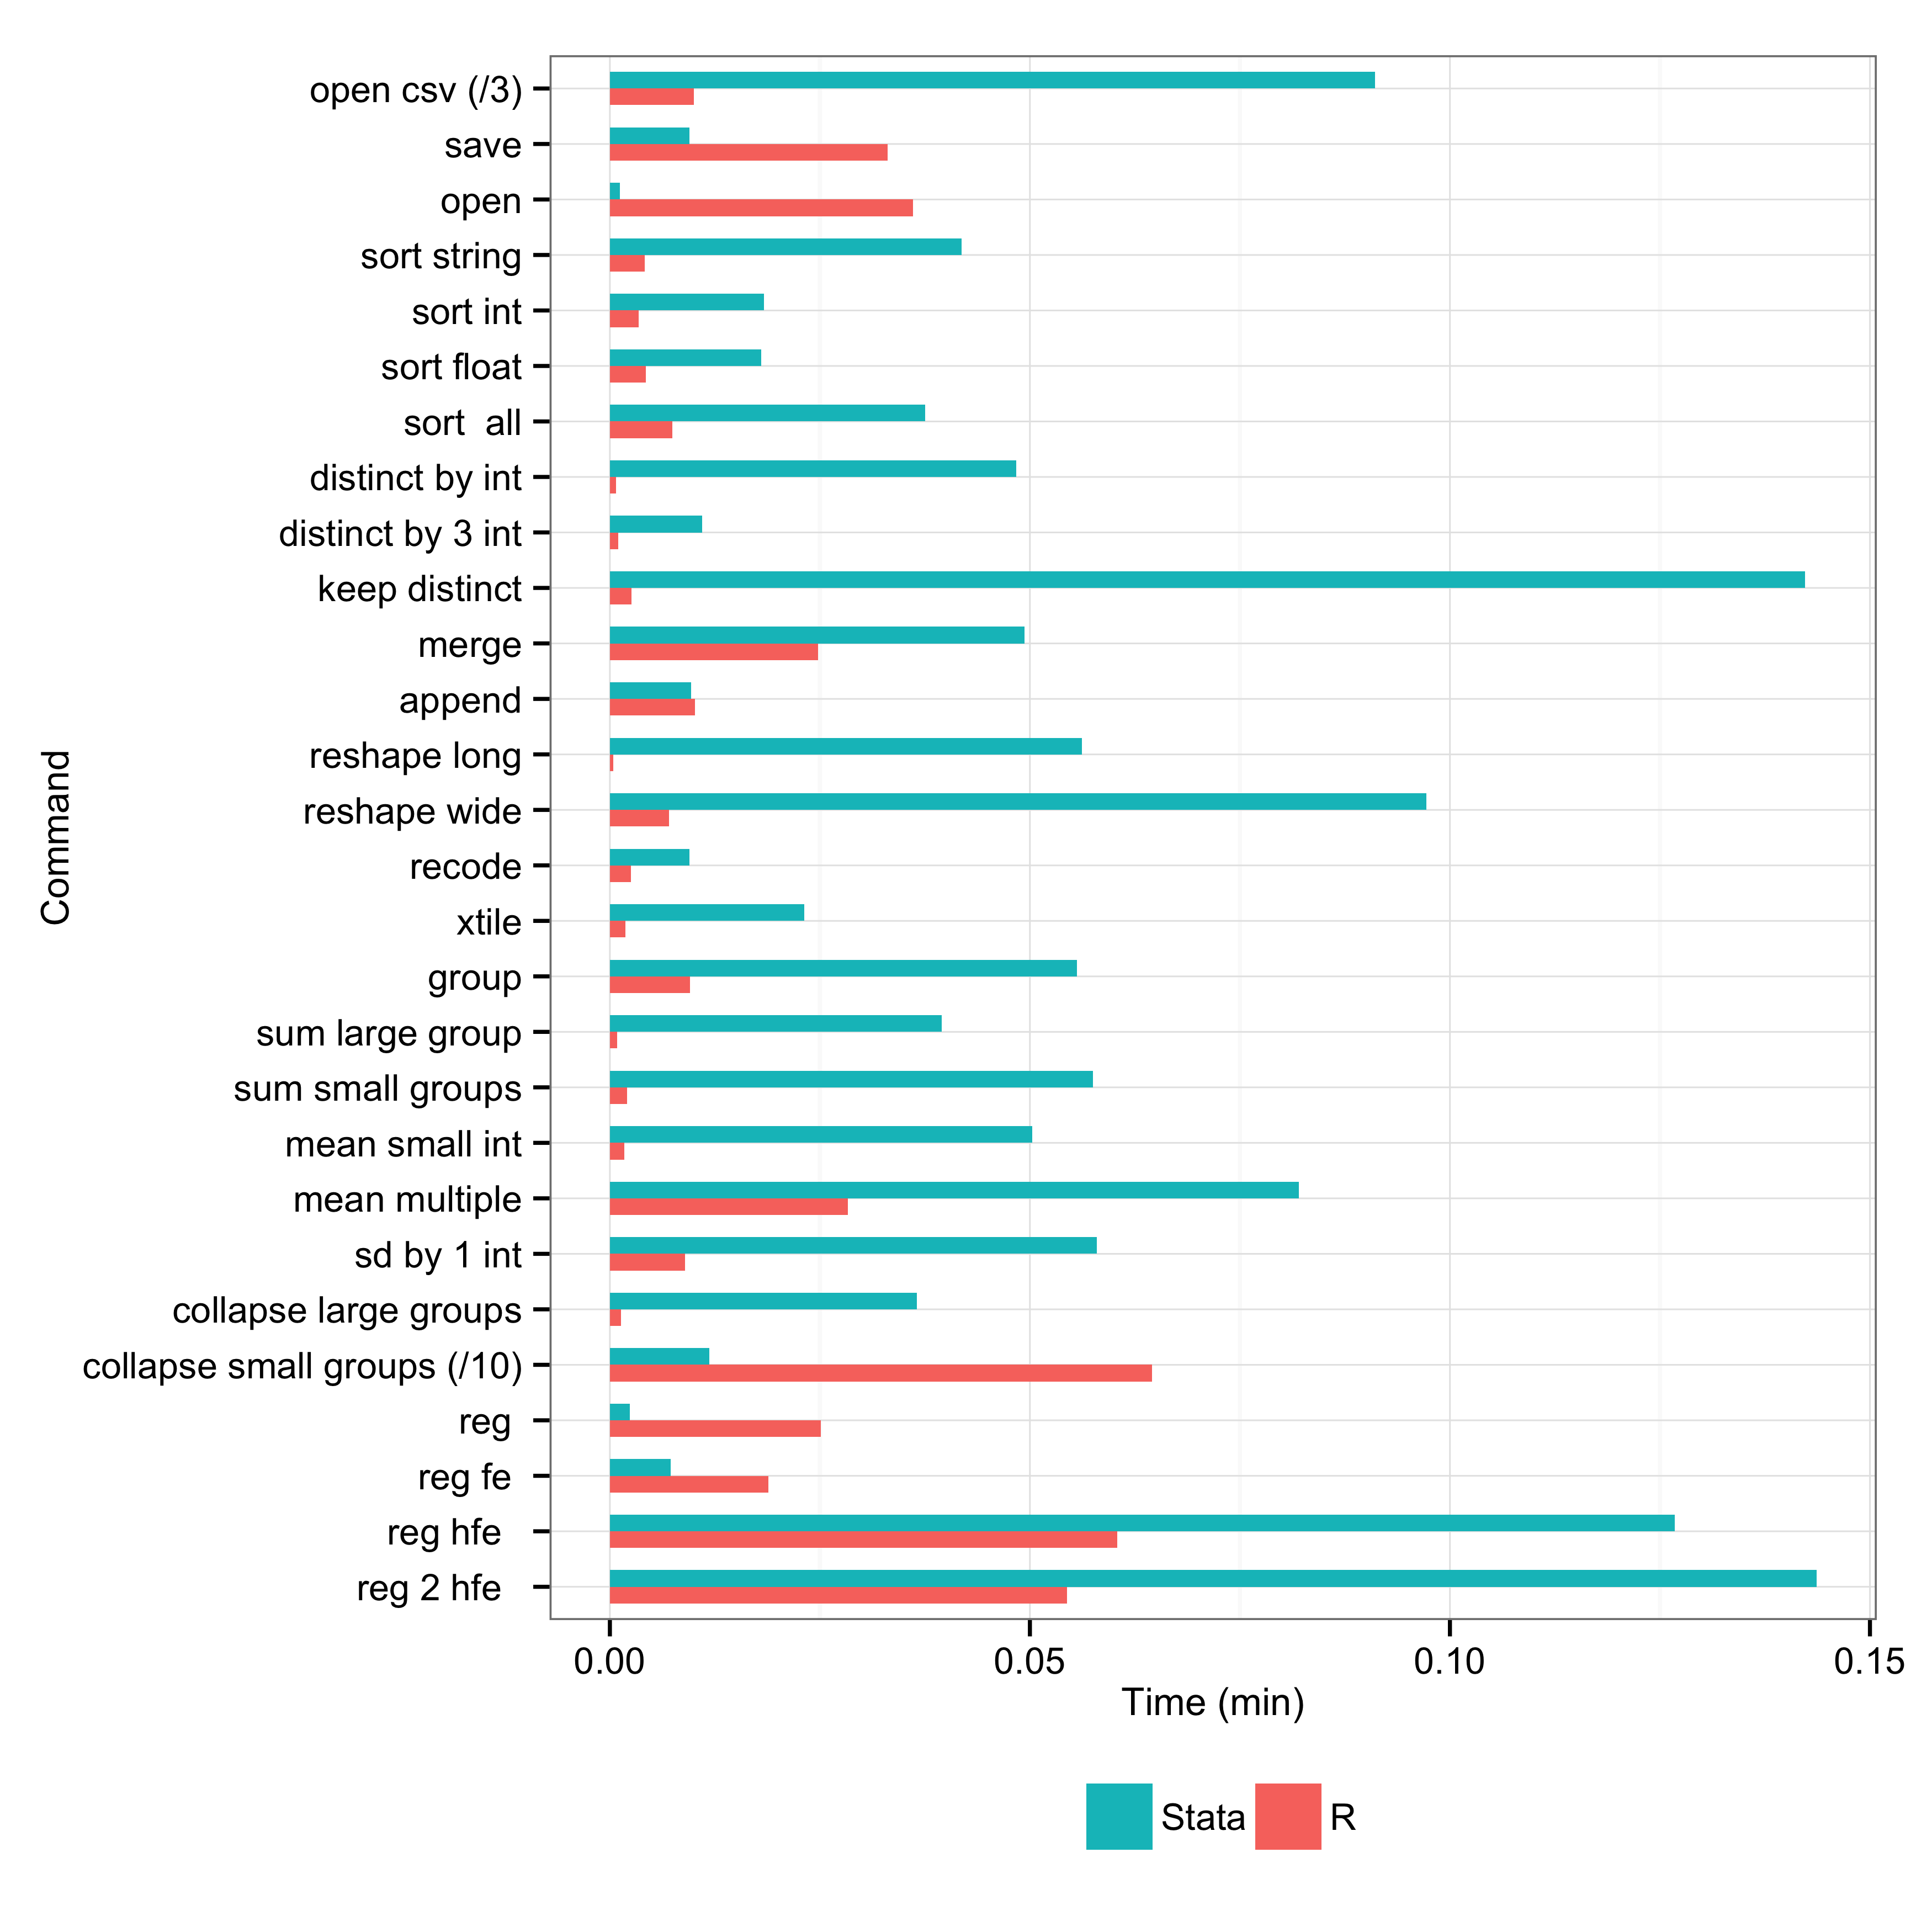 open csv (/3)
save
open
sort string
sort int
sort float
sort  all
distinct by int
distinct by 3 int
keep distinct
merge
append
reshape long
reshape wide
recode
xtile
group
sum large group
sum small groups
mean small int
mean multiple
sd by 1 int
collapse large groups
collapse small groups (/10)
reg
reg fe
reg hfe
reg 2 hfe
Command
0.00 0.05 0.10 0.15
Time (min)
Stata R